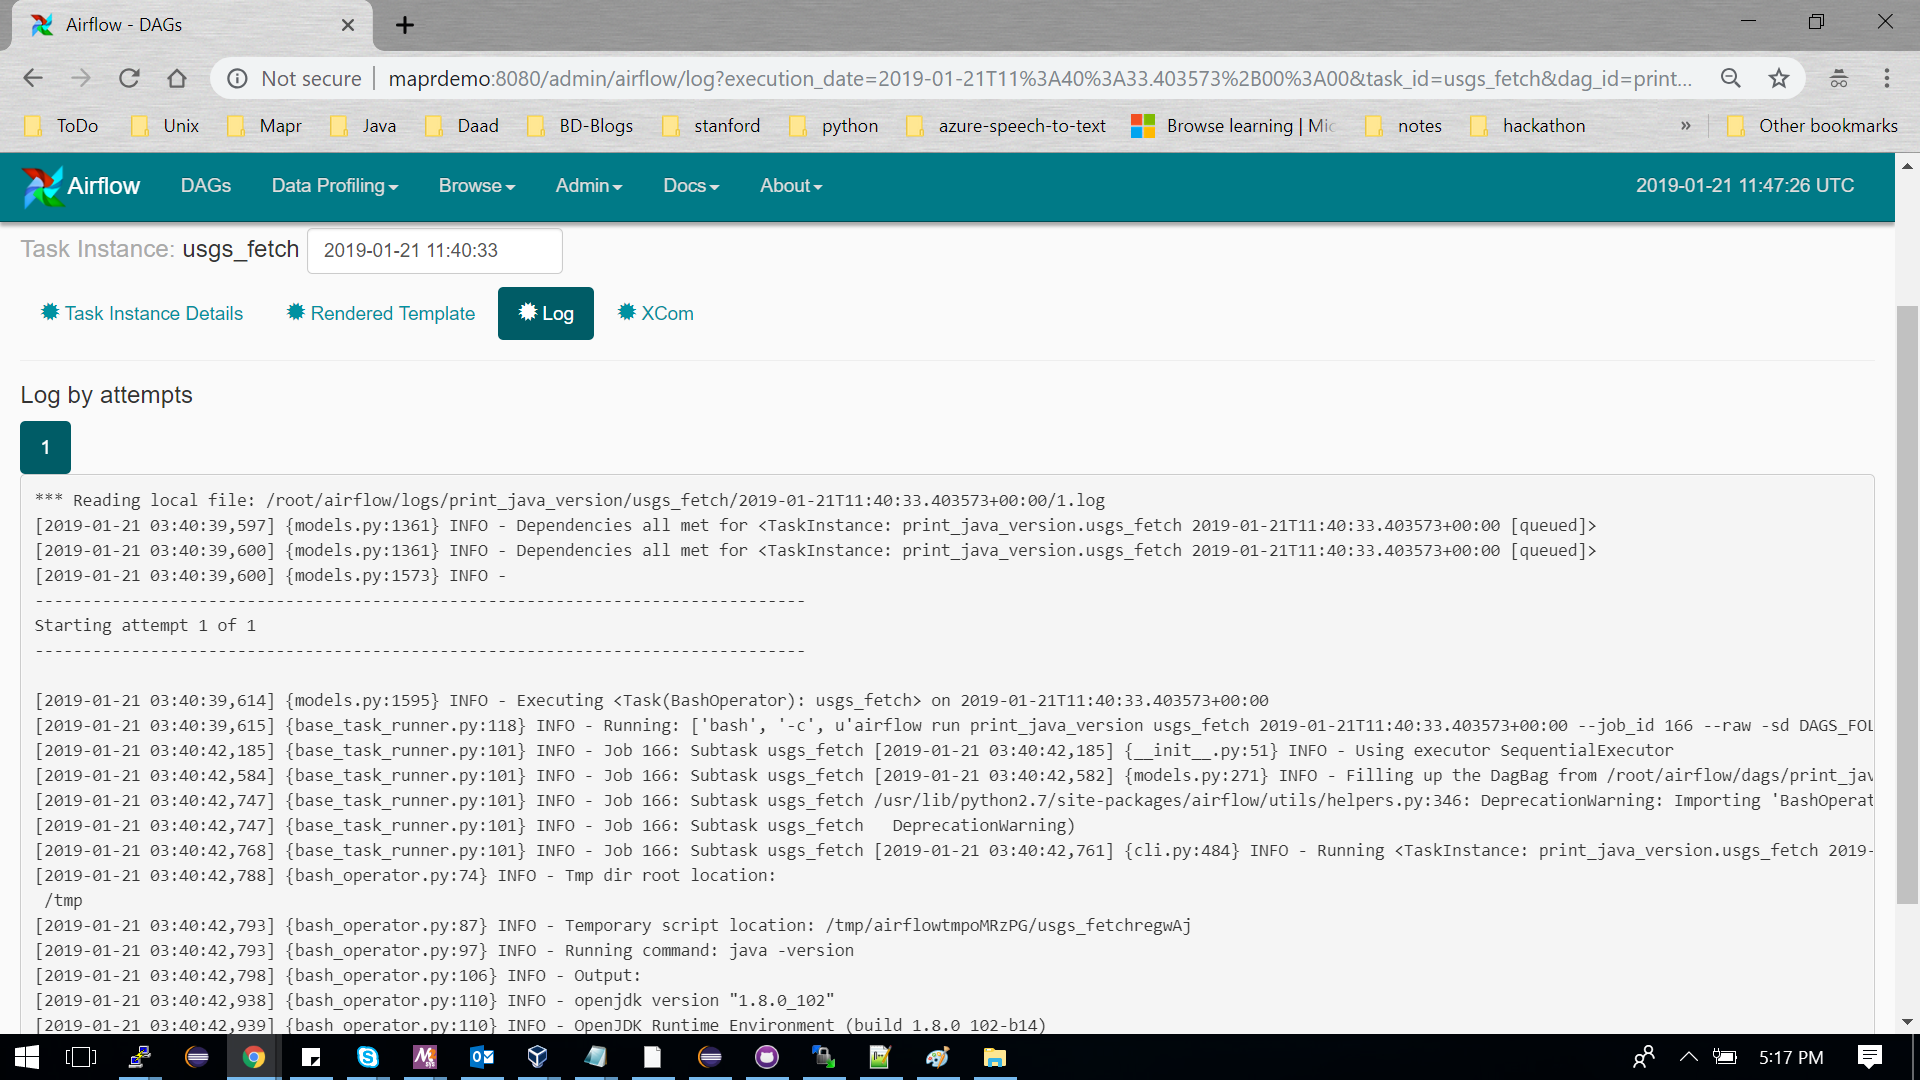 Airflow - DAGs
Not secure | maprdemo:8080/admin/airflow/log?execution_date=2019-01-21T11%3A40%3A33.403573%2B00%3A00&task_id=usgs_fetch&dag_id=print...
ToDo Unix Mapr Java Daad BD-Blogs stanford python azure-speech-to-text Browse learning | Mic notes hackathon » Other bookmarks
Airflow DAGs Data Profiling Browse Admin Docs About 2019-01-21 11:47:26 UTC
Task Instance: usgs_fetch 2019-01-21 11:40:33
Task Instance Details Rendered Template Log XCom
Log by attempts
1
*** Reading local file: /root/airflow/logs/print_java_version/usgs_fetch/2019-01-21T11:40:33.403573+00:00/1.log
[2019-01-21 03:40:39,597] {models.py:1361} INFO - Dependencies all met for <TaskInstance: print_java_version.usgs_fetch 2019-01-21T11:40:33.403573+00:00 [queued]>
[2019-01-21 03:40:39,600] {models.py:1361} INFO - Dependencies all met for <TaskInstance: print_java_version.usgs_fetch 2019-01-21T11:40:33.403573+00:00 [queued]>
[2019-01-21 03:40:39,600] {models.py:1573} INFO -
--------------------------------------------------------------------------------
Starting attempt 1 of 1
--------------------------------------------------------------------------------
[2019-01-21 03:40:39,614] {models.py:1595} INFO - Executing <Task(BashOperator): usgs_fetch> on 2019-01-21T11:40:33.403573+00:00
[2019-01-21 03:40:39,615] {base_task_runner.py:118} INFO - Running: ['bash', '-c', u'airflow run print_java_version usgs_fetch 2019-01-21T11:40:33.403573+00:00 --job_id 166 --raw -sd DAGS_FOL
[2019-01-21 03:40:42,185] {base_task_runner.py:101} INFO - Job 166: Subtask usgs_fetch [2019-01-21 03:40:42,185] {__init__.py:51} INFO - Using executor SequentialExecutor
[2019-01-21 03:40:42,584] {base_task_runner.py:101} INFO - Job 166: Subtask usgs_fetch [2019-01-21 03:40:42,582] {models.py:271} INFO - Filling up the DagBag from /root/airflow/dags/print_jav
[2019-01-21 03:40:42,747] {base_task_runner.py:101} INFO - Job 166: Subtask usgs_fetch /usr/lib/python2.7/site-packages/airflow/utils/helpers.py:346: DeprecationWarning: Importing 'BashOperat
[2019-01-21 03:40:42,747] {base_task_runner.py:101} INFO - Job 166: Subtask usgs_fetch   DeprecationWarning)
[2019-01-21 03:40:42,768] {base_task_runner.py:101} INFO - Job 166: Subtask usgs_fetch [2019-01-21 03:40:42,761] {cli.py:484} INFO - Running <TaskInstance: print_java_version.usgs_fetch 2019-
[2019-01-21 03:40:42,788] {bash_operator.py:74} INFO - Tmp dir root location:
/tmp
[2019-01-21 03:40:42,793] {bash_operator.py:87} INFO - Temporary script location: /tmp/airflowtmpoMRzPG/usgs_fetchregwAj
[2019-01-21 03:40:42,793] {bash_operator.py:97} INFO - Running command: java -version
[2019-01-21 03:40:42,798] {bash_operator.py:106} INFO - Output:
[2019-01-21 03:40:42,938] {bash_operator.py:110} INFO - openjdk version "1.8.0_102"
[2019-01-21 03:40:42,939] {bash_operator.py:110} INFO - OpenJDK Runtime Environment (build 1.8.0_102-b14)
5:17 PM